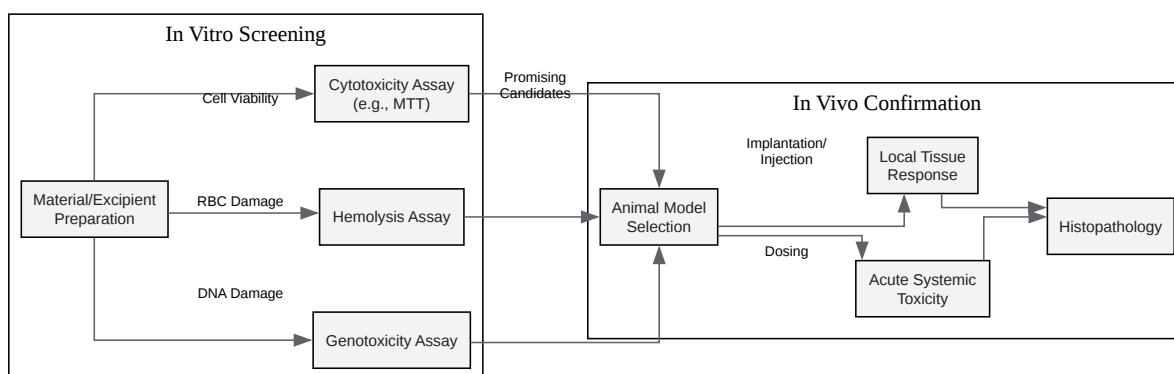 In Vitro Screening
Cell Viability
Cytotoxicity Assay
(e.g., MTT)
Material/Excipient
Preparation
RBC Damage
Hemolysis Assay
DNA Damage
Genotoxicity Assay
Promising
Candidates
In Vivo Confirmation
Animal Model
Selection
Implantation/
Injection
Local Tissue
Response
Dosing
Acute Systemic
Toxicity
Histopathology